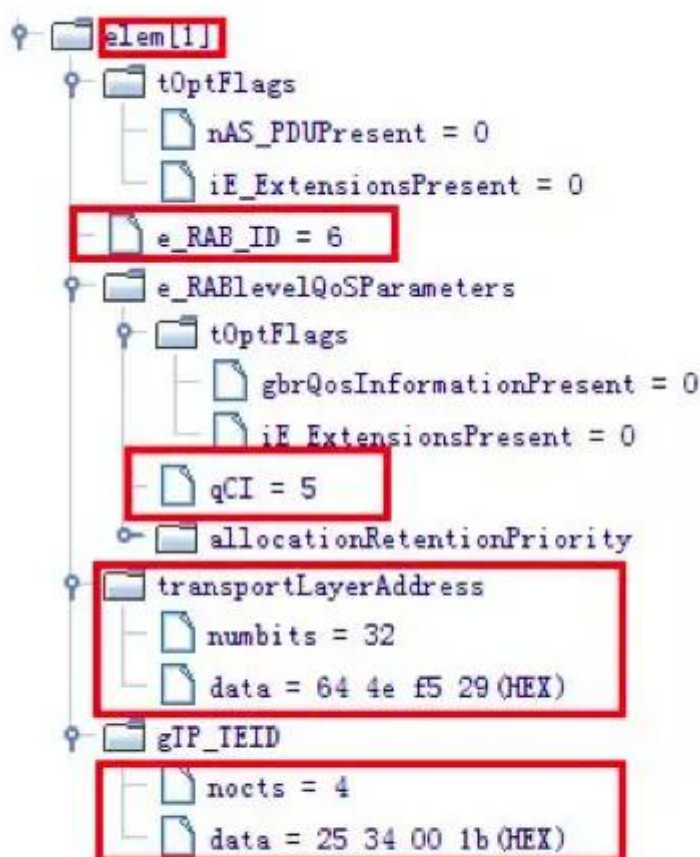 elem[1]
tOptFlags
nAS_PDUPresent = 0
iE_ExtensionsPresent = 0
e_RAB_ID = 6
e_RABlevelQoSParameters
tOptFlags
gbrQosInformationPresent = 0
iE_ExtensionsPresent = 0
qCI = 5
allocationRetentionPriority
transportLayerAddress
numbits = 32
data = 64 4e f5 29(HEX)
gTP_TEID
nocts = 4
data = 25 34 00 1b(HEX)